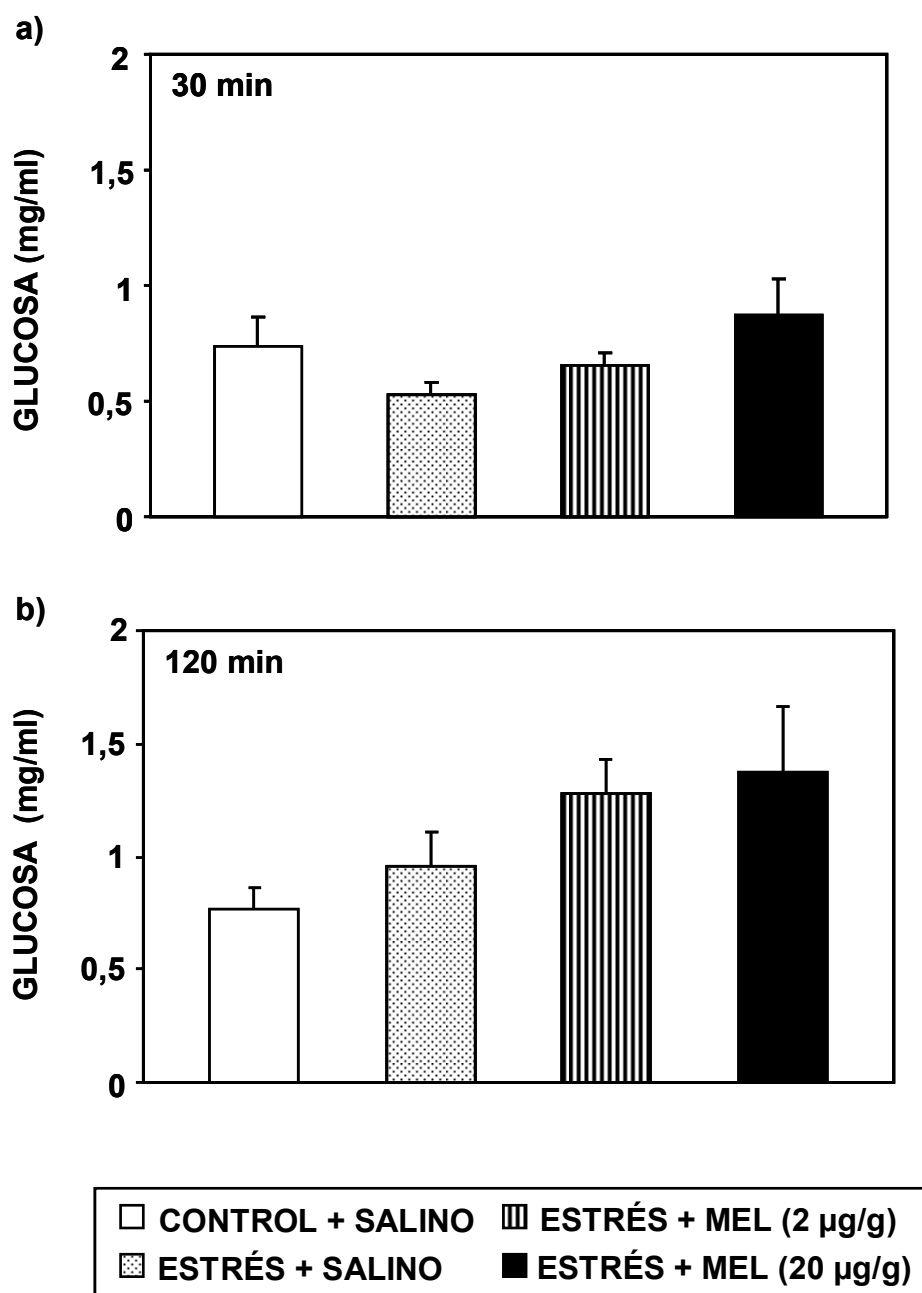 a)
GLUCOSA (mg/ml)
2
1,5
1
0,5
0
30 min
b)
GLUCOSA (mg/ml)
2
1,5
1
0,5
0
120 min
CONTROL + SALINO
ESTRÉS + MEL (2 µg/g)
ESTRÉS + SALINO
ESTRÉS + MEL (20 µg/g)